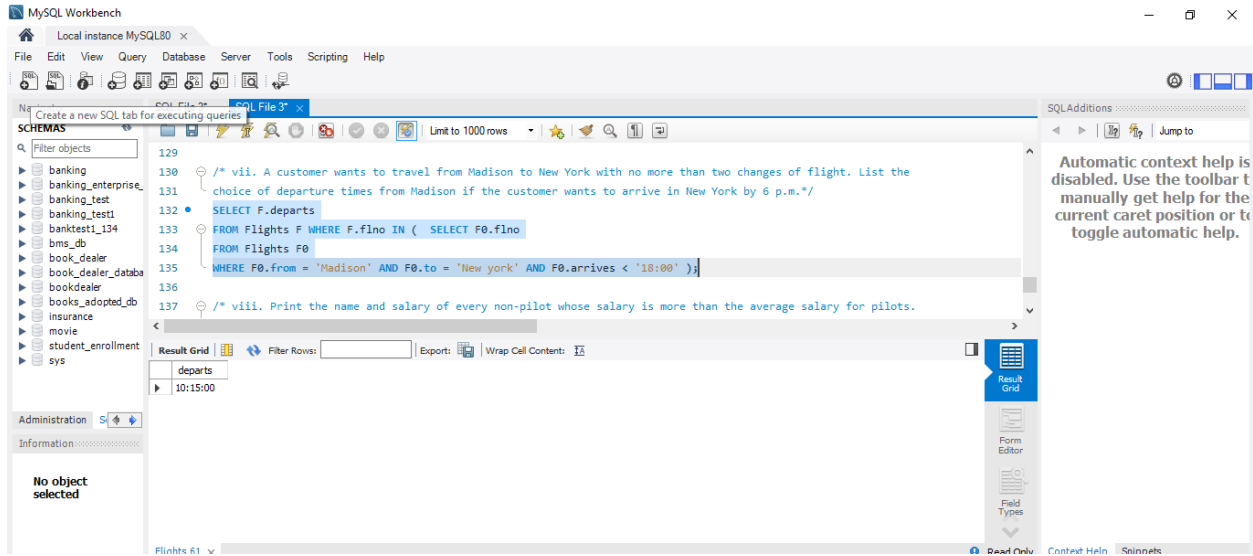 MySQL Workbench
Local instance MySQL80 ×
File Edit View Query Database Server Tools Scripting Help
SQL File 3* ×
Create a new SQL tab for executing queries
SQLAdditions
SCHEMAS
Limit to 1000 rows
Jump to
Filter objects
banking
banking_enterprise_
banking_test
banking_test1
banktest1_134
bms_db
book_dealer
book_dealer_databa
bookdealer
books_adopted_db
insurance
movie
student_enrollment
sys
129
130 /* vii. A customer wants to travel from Madison to New York with no more than two changes of flight. List the
131 choice of departure times from Madison if the customer wants to arrive in New York by 6 p.m.*/
132 SELECT F.departs
133 FROM Flights F WHERE F.flno IN ( SELECT F0.flno
134 FROM Flights F0
135 WHERE F0.from = 'Madison' AND F0.to = 'New york' AND F0.arrives < '18:00' );
136
137 /* viii. Print the name and salary of every non-pilot whose salary is more than the average salary for pilots.
Automatic context help is
disabled. Use the toolbar t
manually get help for the
current caret position or to
toggle automatic help.
Result Grid Filter Rows: Export: Wrap Cell Content:
departs
10:15:00
Result
Grid
Form
Editor
Field
Types
Administration
Information
No object
selected
Flights 61 ×
Read Only
Context Help Snippets